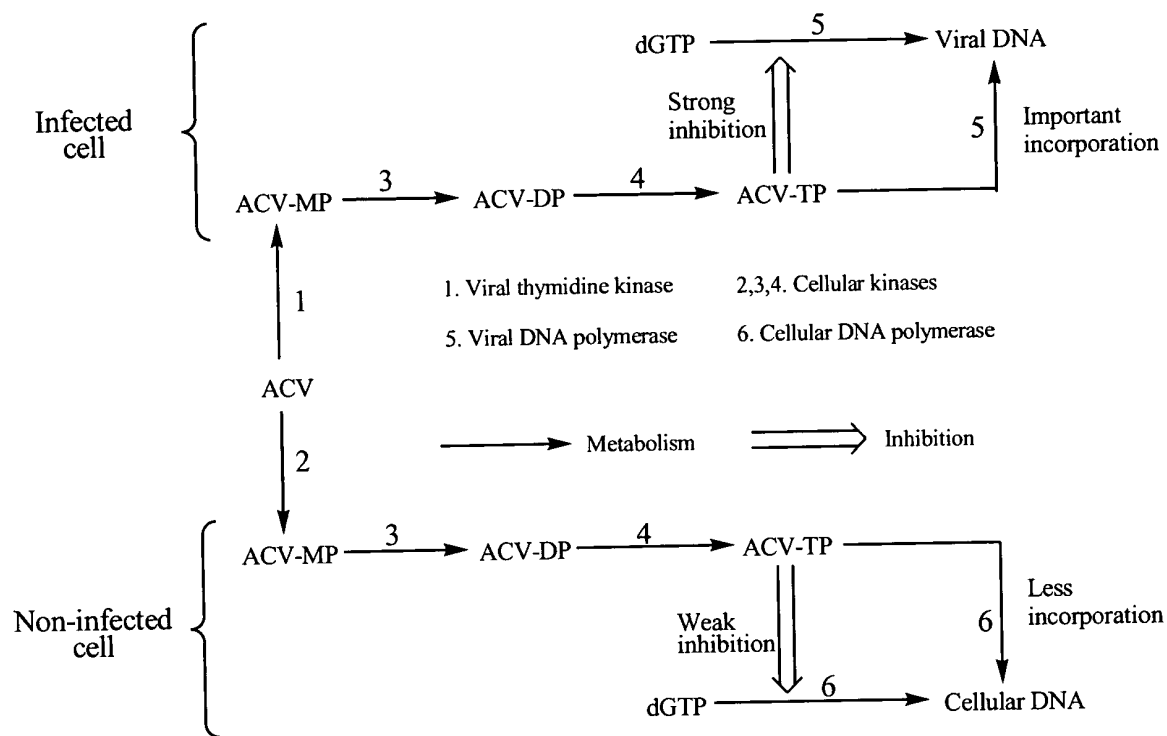 dGTP 5 Viral DNA
Strong
inhibition
5
Important
incorporation
Infected
cell
ACV-MP 3 ACV-DP 4 ACV-TP
1
1. Viral thymidine kinase 2,3,4. Cellular kinases
5. Viral DNA polymerase 6. Cellular DNA polymerase
ACV
2
Metabolism Inhibition
ACV-MP 3 ACV-DP 4 ACV-TP
Non-infected
cell
Weak
inhibition
6
Less
incorporation
dGTP 6 Cellular DNA